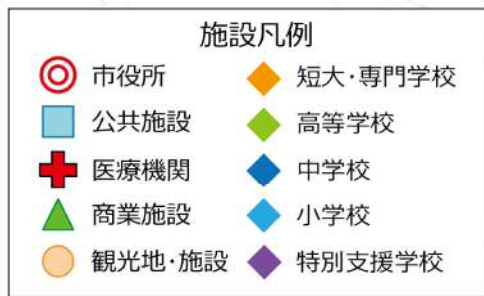 施設凡例
市役所
公共施設
医療機関
商業施設
観光地・施設
短大・専門学校
高等学校
中学校
小学校
特別支援学校